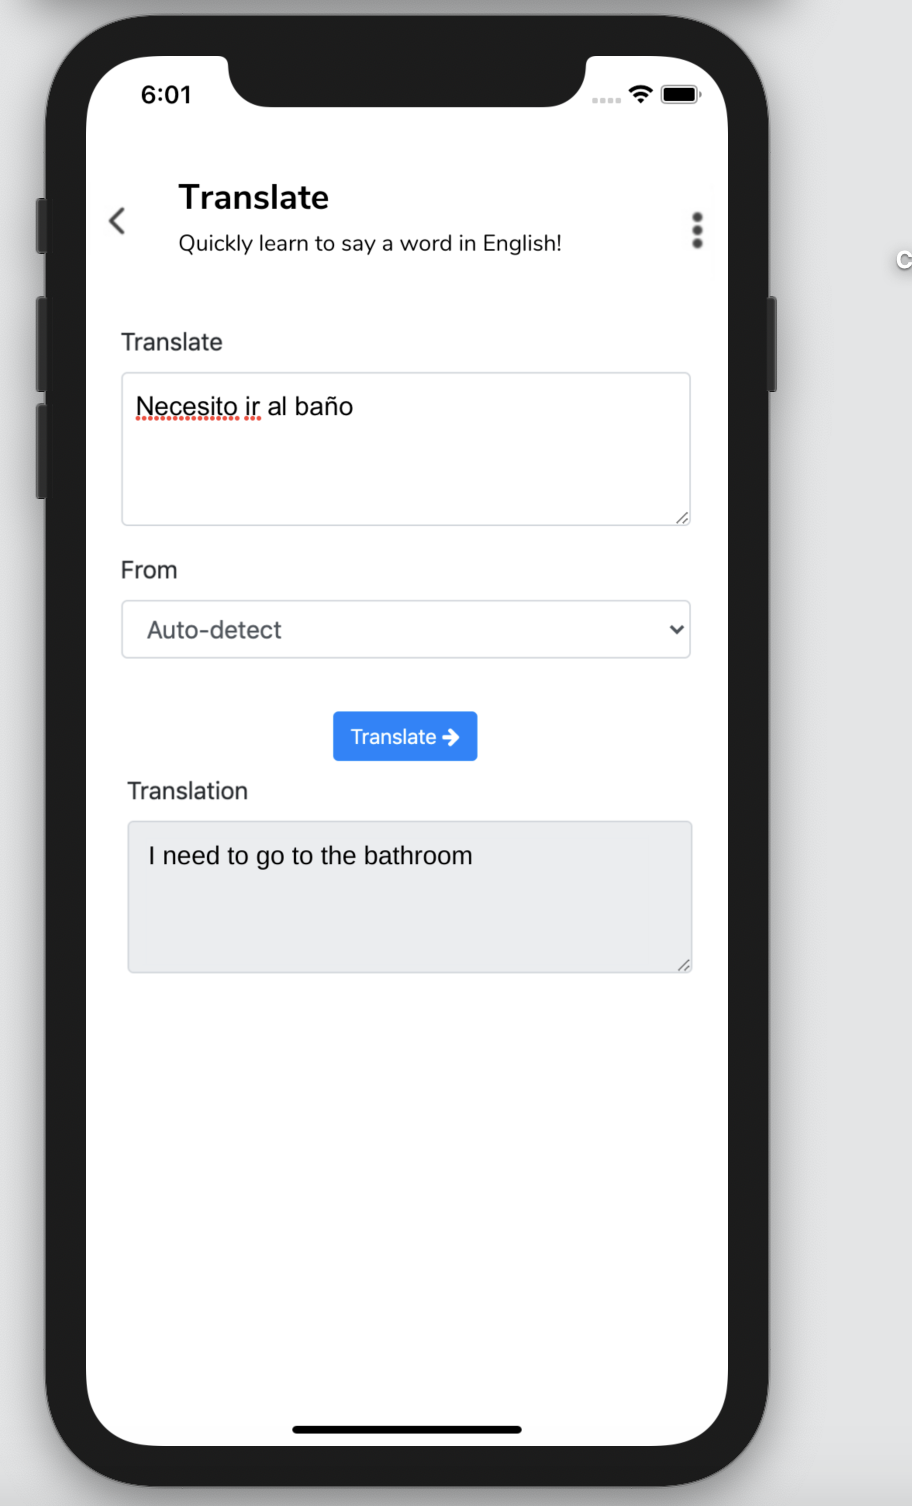 6:01
Translate
Quickly learn to say a word in English!
Translate
Necesito ir al baño
From
Auto-detect
Translate
Translation
I need to go to the bathroom